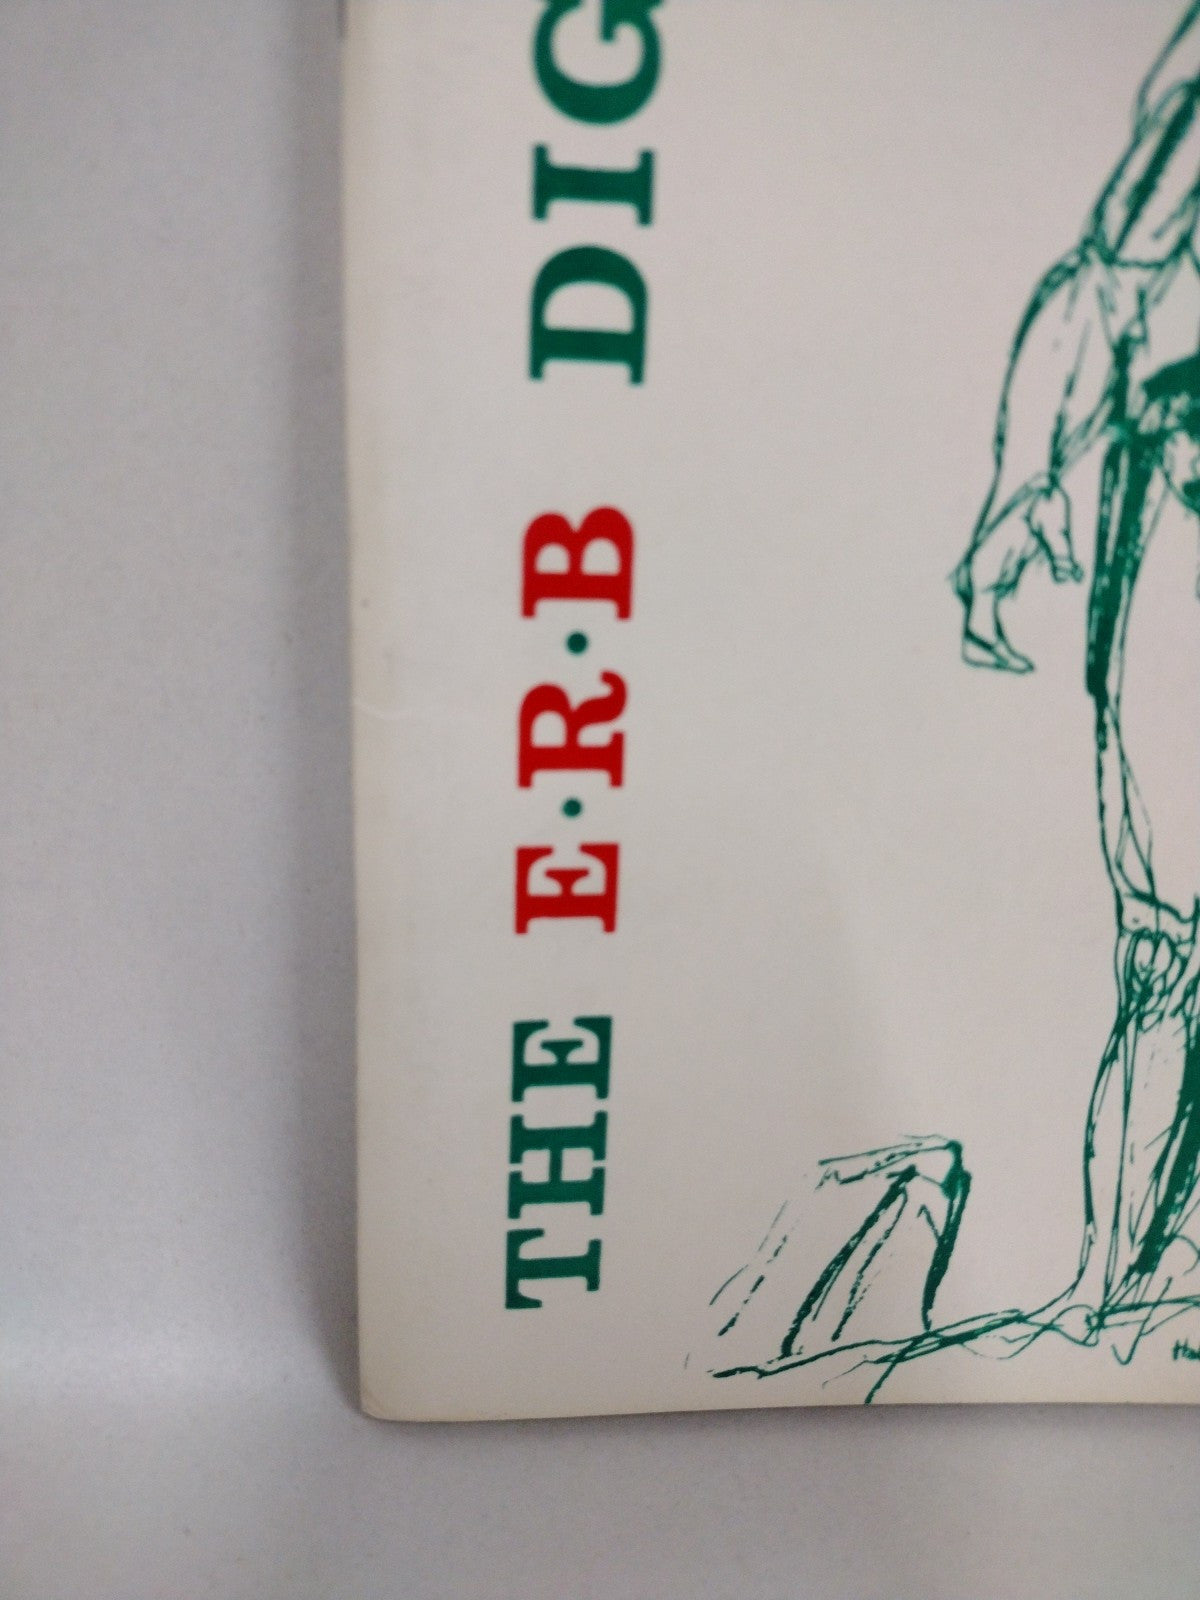 THE E·R·B DIG